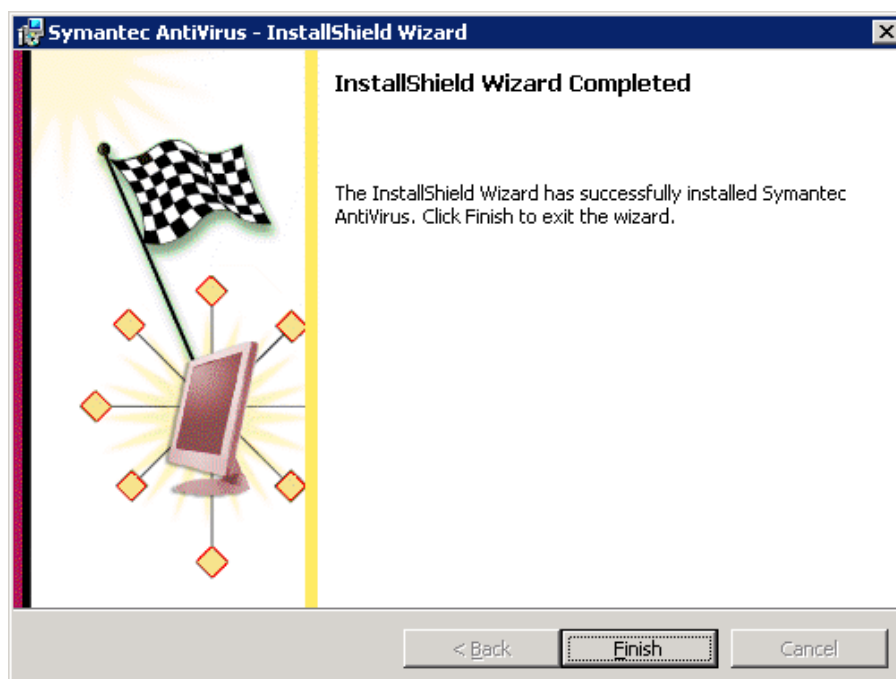 Symantec AntiVirus - InstallShield Wizard
InstallShield Wizard Completed
The InstallShield Wizard has successfully installed Symantec
AntiVirus. Click Finish to exit the wizard.
< Back
Finish
Cancel